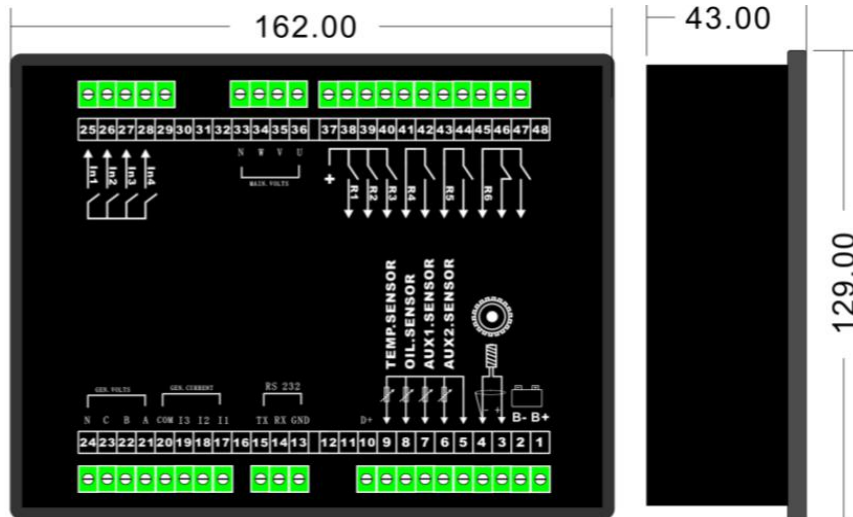 162.00
43.00
129.00
25 26 27 28 29 30 31 32 33 34 35 36 37 38 39 40 41 42 43 44 45 46 47 48
N W V U
MAIN.VOLTS
In1 In2 In3 In4
+ R1 R2 R3 R4 R5 R6
TEMP.SENSOR
OIL.SENSOR
AUX1.SENSOR
AUX2.SENSOR
GEN.VOLTS GEN.CURRENT RS 232
- + B- B+
N C B A COM I3 I2 I1 TX RX GND D+
24 23 22 21 20 19 18 17 16 15 14 13 12 11 10 9 8 7 6 5 4 3 2 1